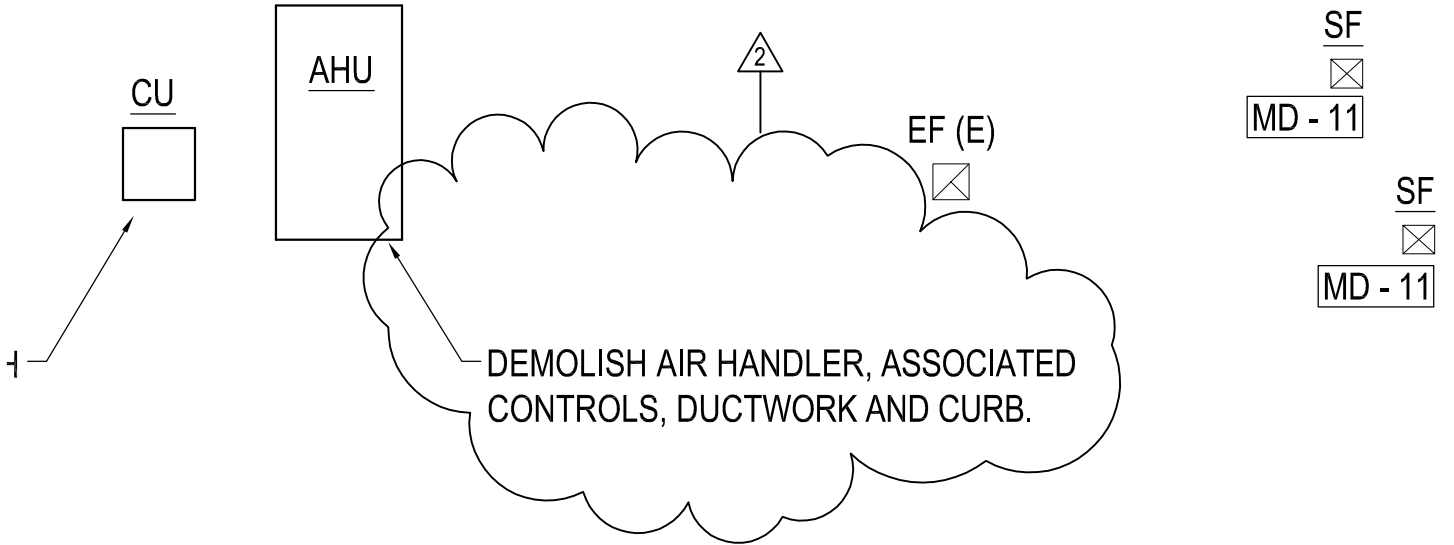 SF
2
AHU
CU
MD - 11
EF (E)
SF
MD - 11
DEMOLISH AIR HANDLER, ASSOCIATED
CONTROLS, DUCTWORK AND CURB.